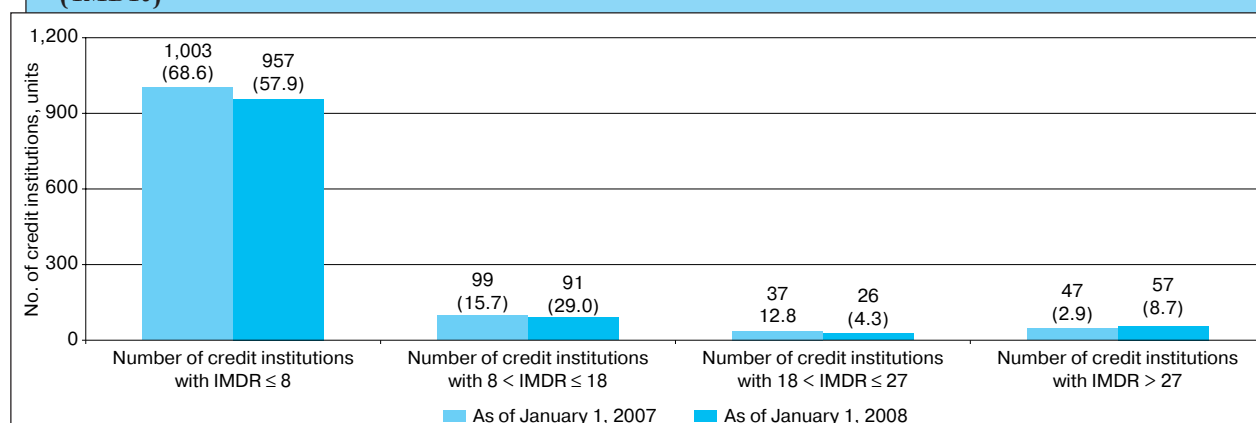 (IMDR)
No. of credit institutions, units
1,200
900
600
300
0
1,003
(68.6)
957
(57.9)
99
(15.7)
91
(29.0)
37
12.8
26
(4.3)
47
(2.9)
57
(8.7)
Number of credit institutions
with IMDR ≤ 8
Number of credit institutions
with 8 < IMDR ≤ 18
Number of credit institutions
with 18 < IMDR ≤ 27
Number of credit institutions
with IMDR > 27
As of January 1, 2007
As of January 1, 2008